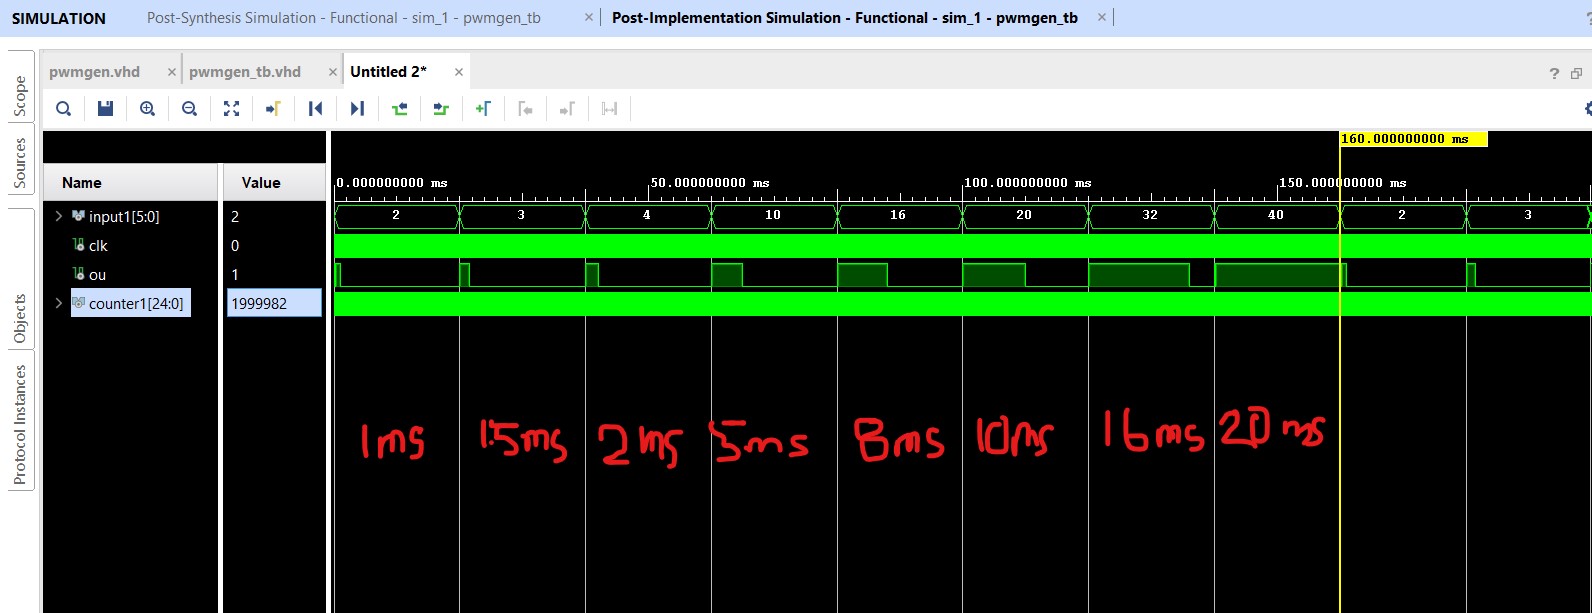 SIMULATION Post-Synthesis Simulation - Functional - sim_1 - pwmgen_tb Post-Implementation Simulation - Functional - sim_1 - pwmgen_tb ?
Scope
Sources
Objects
Protocol Instances
pwmgen.vhd pwmgen_tb.vhd Untitled 2* ?
160.000000000 ms
Name Value 0.000000000 ms 50.000000000 ms 100.000000000 ms 150.000000000 ms
input1[5:0] 2 2 3 4 10 16 20 32 40 2 3
clk 0
ou 1
counter1[24:0] 1999982
1ms 1.5ms 2ms 5ms 8ms 10ms 16ms 20ms